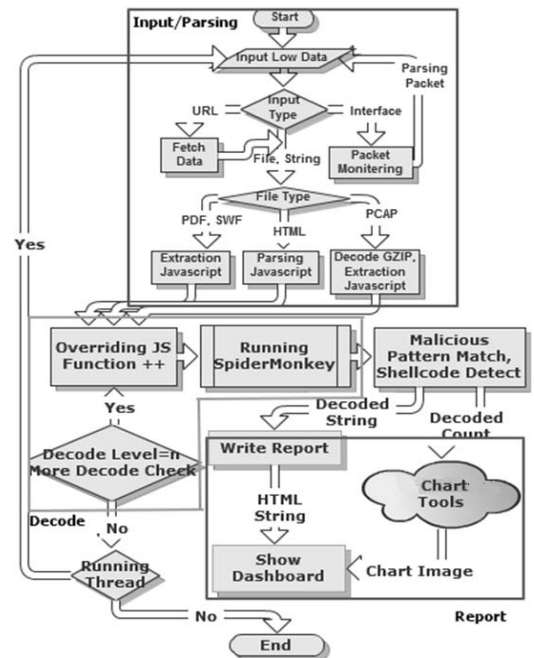 Input/Parsing
Start
Input Low Data
Parsing
Packet
Input
Type
URL
Interface
Fetch
Data
File, String
Packet
Monitering
File Type
PDF, SWF
HTML
PCAP
Extraction
Javascript
Parsing
Javascript
Decode GZIP,
Extraction
Javascript
Yes
Overriding JS
Function ++
Running
SpiderMonkey
Malicious
Pattern Match,
Shellcode Detect
Yes
Decoded
String
Decoded
Count
Decode Level=n
More Decode Check
Write Report
Chart
Tools
HTML
String
Decode
No
Running
Thread
Show
Dashboard
Chart Image
No
Report
End